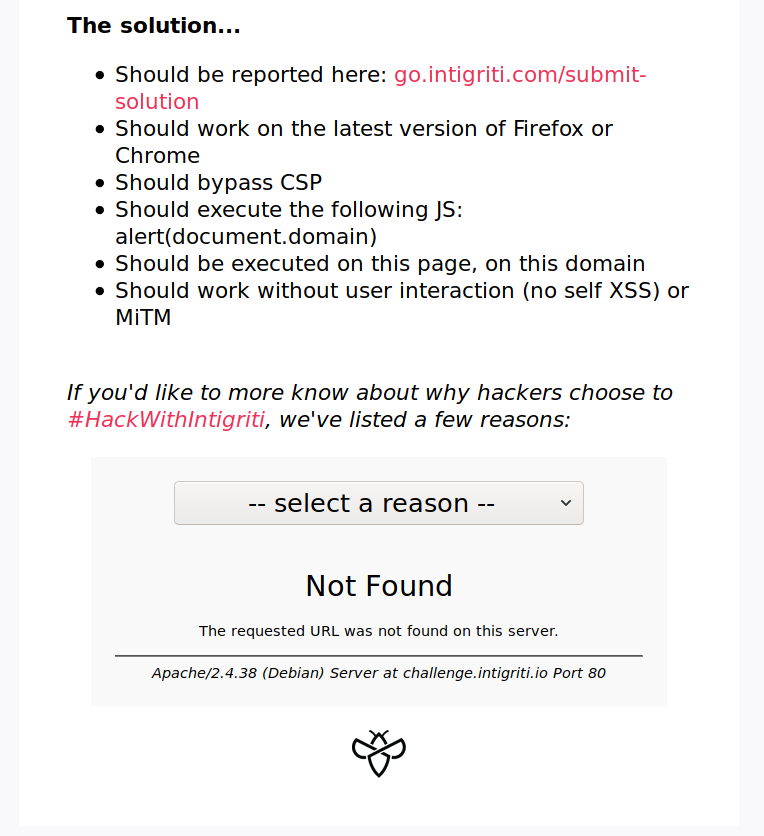 The solution...
Should be reported here: go.intigriti.com/submit-
solution
Should work on the latest version of Firefox or
Chrome
Should bypass CSP
Should execute the following JS:
alert(document.domain)
Should be executed on this page, on this domain
Should work without user interaction (no self XSS) or
MiTM
If you'd like to more know about why hackers choose to
#HackWithIntigriti, we've listed a few reasons:
-- select a reason --
Not Found
The requested URL was not found on this server.
Apache/2.4.38 (Debian) Server at challenge.intigriti.io Port 80